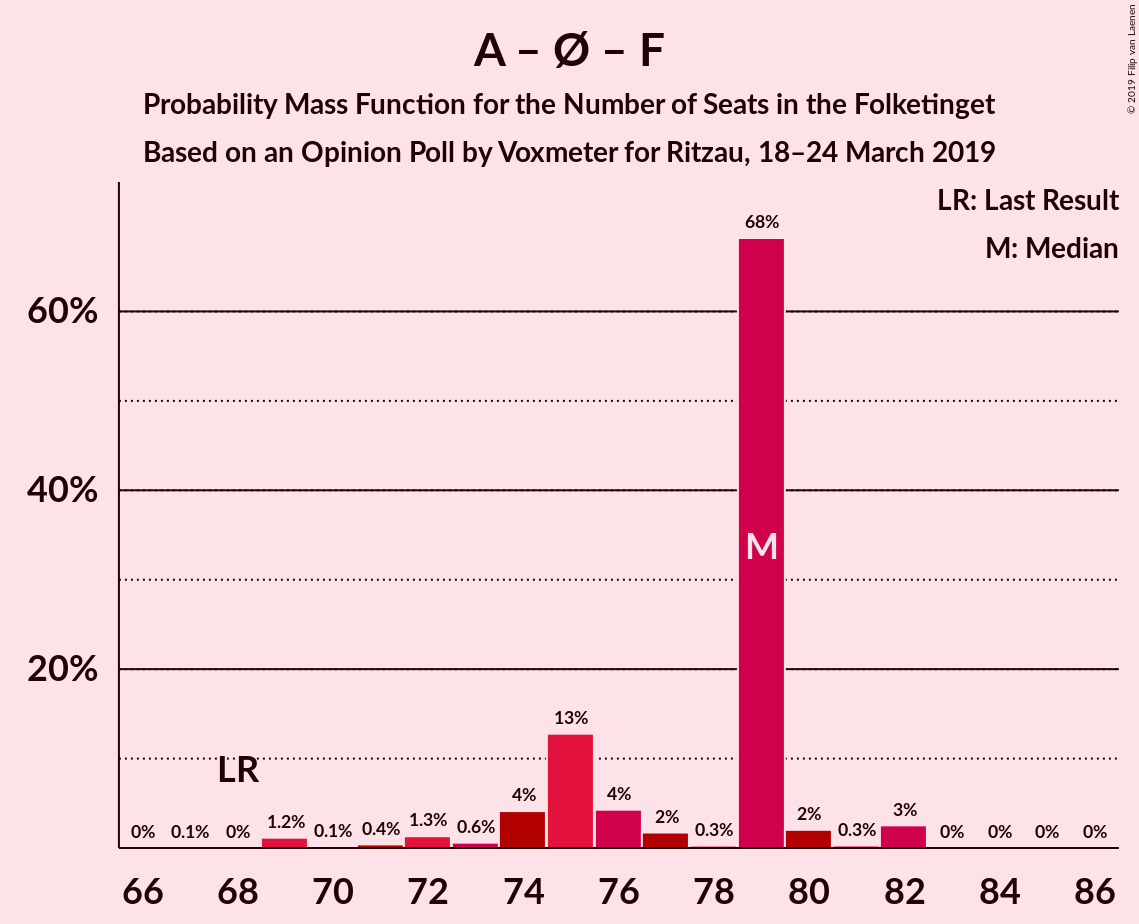 A – Ø – F
Probability Mass Function for the Number of Seats in the Folketinget
Based on an Opinion Poll by Voxmeter for Ritzau, 18–24 March 2019
© 2019 Filip van Laenen
LR: Last Result
M: Median
68%
60%
40%
M
20%
13%
LR
4%
4%
2%
2%
3%
0%
0.1%
0%
1.2%
0.1%
0.4%
1.3%
0.6%
0.3%
0.3%
0%
0%
0%
0%
66 68 70 72 74 76 78 80 82 84 86